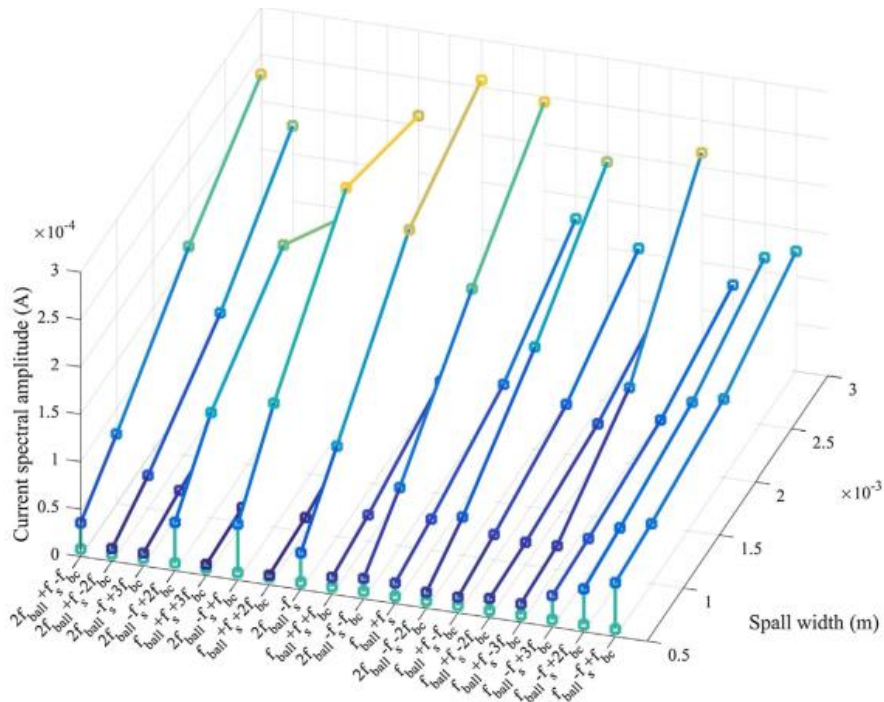 ×10⁻⁴
3
2.5
2
1.5
1
0.5
0
Current spectral amplitude (A)
2f_ball+f_s-f_bc
2f_ball+f_s-2f_bc
2f_ball-f_s+3f_bc
2f_ball-f_s+2f_bc
f_ball+f_s+3f_bc
2f_ball-f_s+f_bc
f_ball+f_s+2f_bc
2f_ball-f_s
f_ball+f_s+f_bc
2f_ball-f_s-f_bc
f_ball+f_s
2f_ball-f_s-2f_bc
f_ball+f_s-f_bc
f_ball+f_s-2f_bc
f_ball+f_s-3f_bc
f_ball-f_s+3f_bc
f_ball-f_s+2f_bc
f_ball-f_s+f_bc
3
2.5
2
×10⁻³
1.5
1
0.5
Spall width (m)